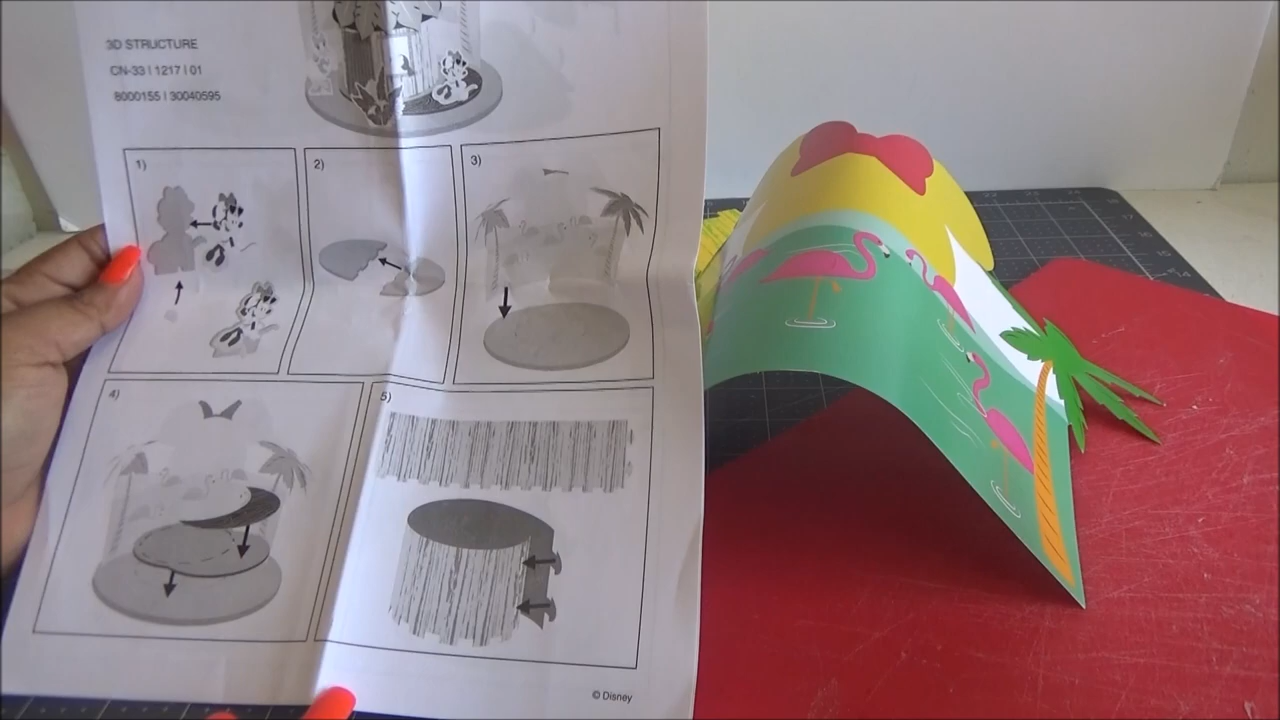 3D STRUCTURE
CN-33 | 1217 | 01
8000155 | 30040595
1)
2)
3)
4)
5)
© Disney